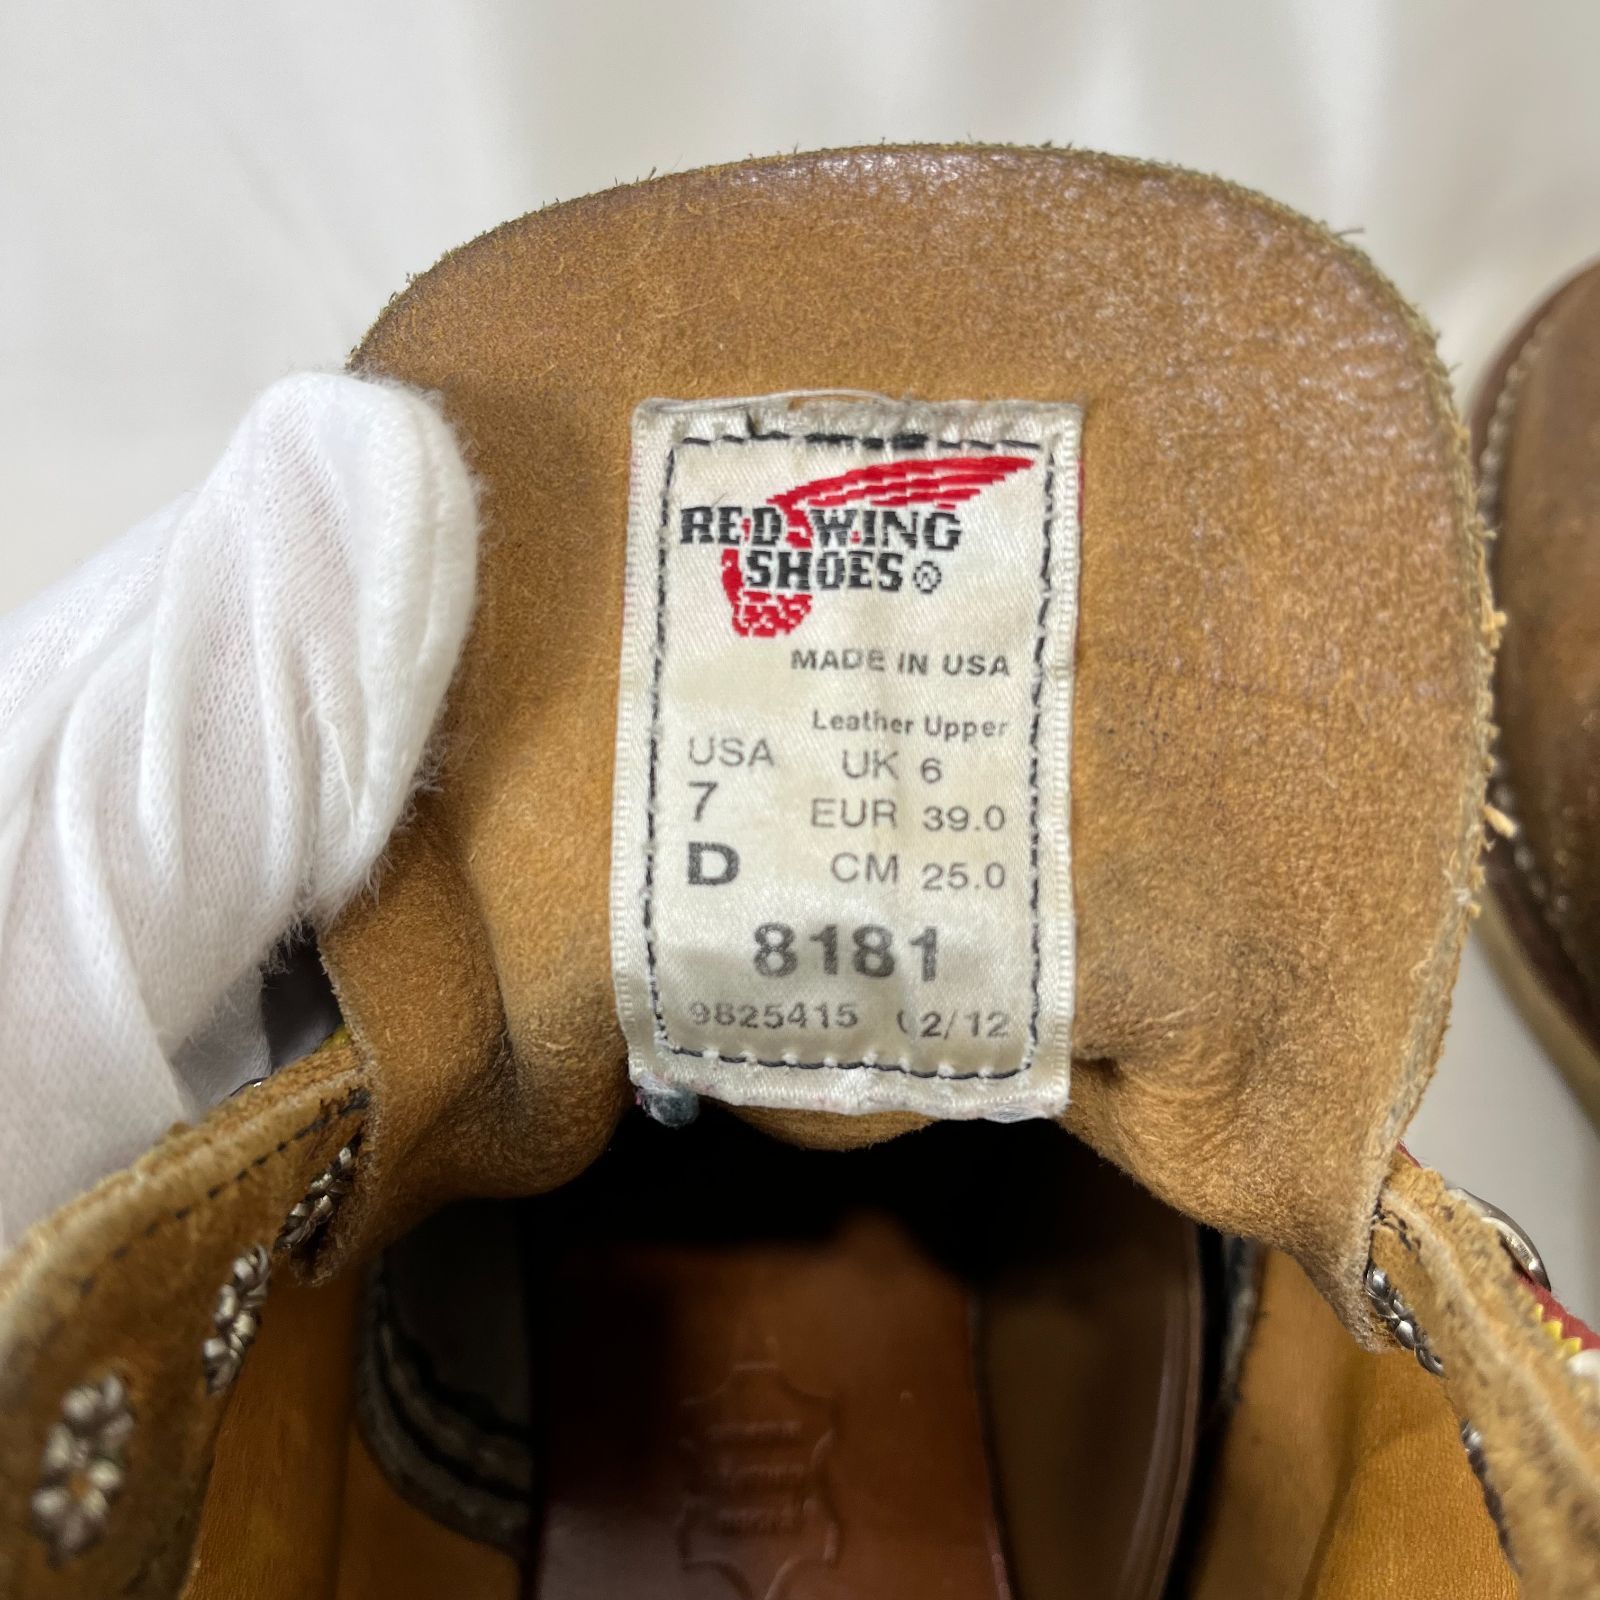 RED WING
SHOES®
MADE IN USA
Leather Upper
USA UK 6
7 EUR 39.0
D CM 25.0
8181
9825415 2/12